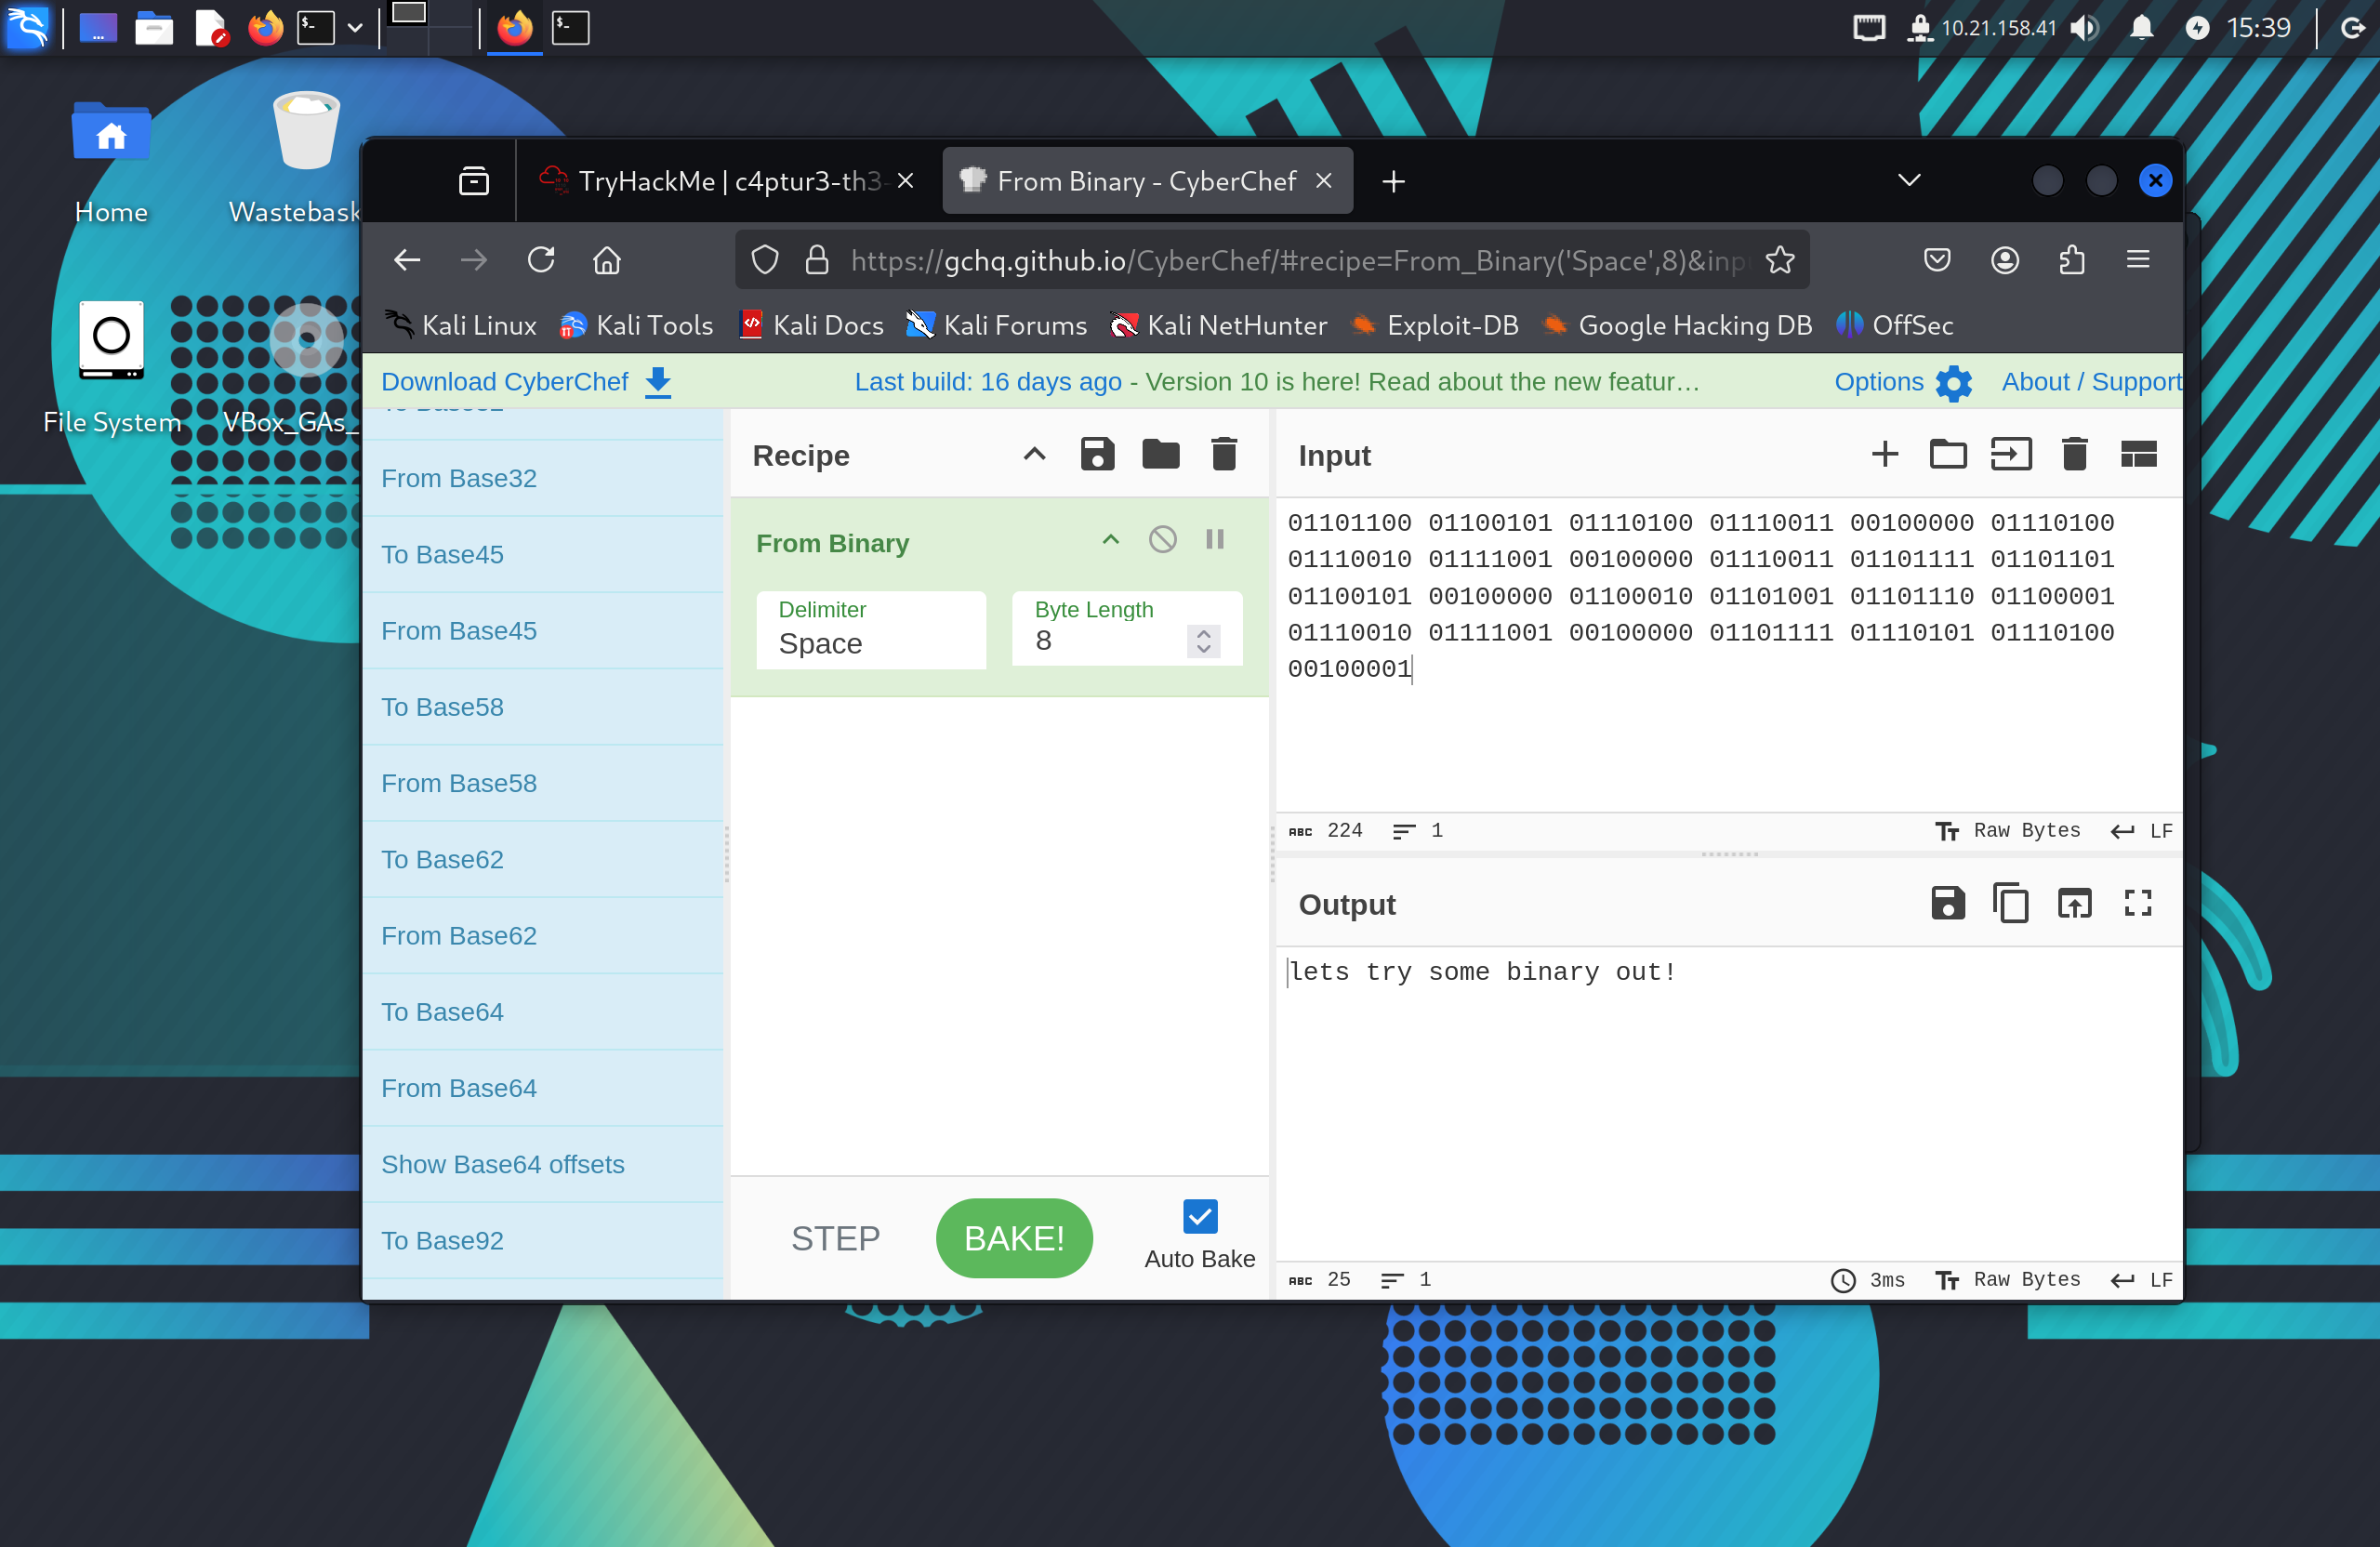 10.21.158.41
15:39
Home
Wastebask
File System
VBox_GAs_
TryHackMe | c4ptur3-th3-
From Binary - CyberChef
https://gchq.github.io/CyberChef/#recipe=From_Binary('Space',8)&inp
Kali Linux
Kali Tools
Kali Docs
Kali Forums
Kali NetHunter
Exploit-DB
Google Hacking DB
OffSec
Download CyberChef
Last build: 16 days ago - Version 10 is here! Read about the new featur…
Options
About / Support
From Base32
To Base45
From Base45
To Base58
From Base58
To Base62
From Base62
To Base64
From Base64
Show Base64 offsets
To Base92
Recipe
From Binary
Delimiter
Space
Byte Length
8
STEP
BAKE!
Auto Bake
Input
01101100 01100101 01110100 01110011 00100000 01110100
01110010 01111001 00100000 01110011 01101111 01101101
01100101 00100000 01100010 01101001 01101110 01100001
01110010 01111001 00100000 01101111 01110101 01110100
00100001
ABC 224 1
Raw Bytes LF
Output
lets try some binary out!
ABC 25 1
3ms Raw Bytes LF